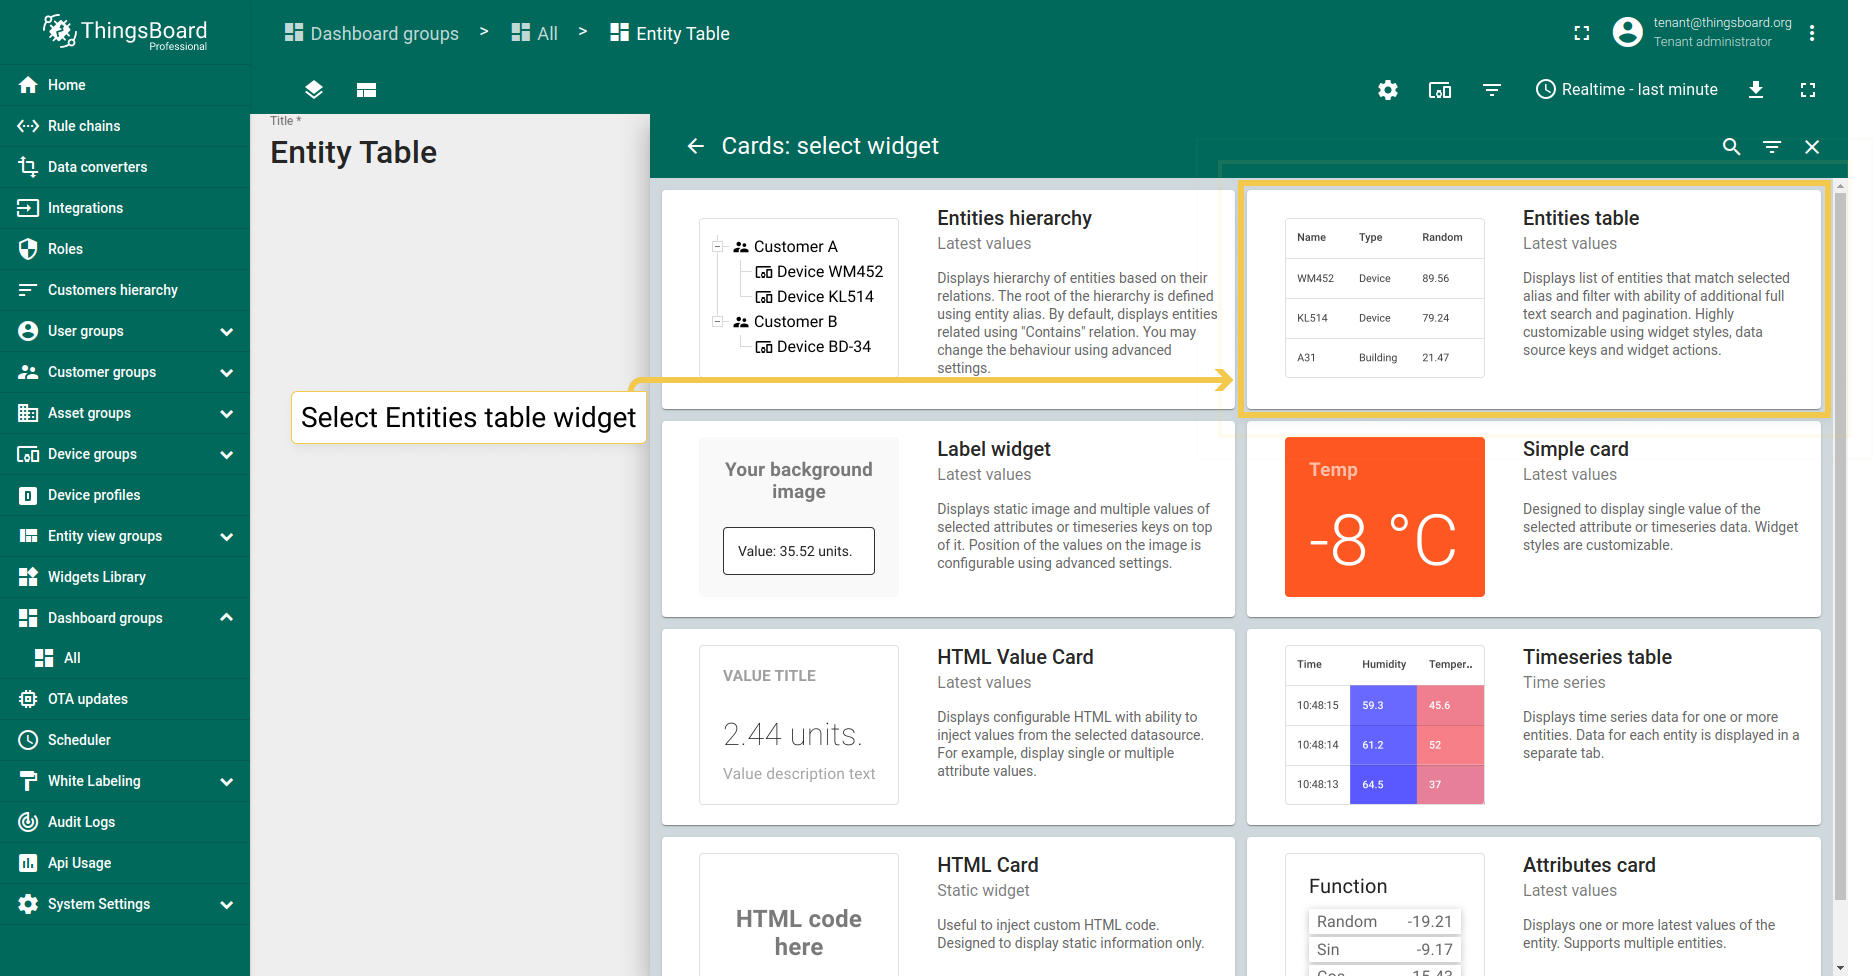 ThingsBoard
Professional
Dashboard groups > All > Entity Table
tenant@thingsboard.org
Tenant administrator
Home
Rule chains
Data converters
Integrations
Roles
Customers hierarchy
User groups
Customer groups
Asset groups
Device groups
Device profiles
Entity view groups
Widgets Library
Dashboard groups
All
OTA updates
Scheduler
White Labeling
Audit Logs
Api Usage
System Settings
Realtime - last minute
Title *
Entity Table
Select Entities table widget
Cards: select widget
Customer A
Device WM452
Device KL514
Customer B
Device BD-34
Entities hierarchy
Latest values
Displays hierarchy of entities based on their
relations. The root of the hierarchy is defined
using entity alias. By default, displays entities
related using "Contains" relation. You may
change the behaviour using advanced
settings.
Name Type Random
WM452 Device 89.56
KL514 Device 79.24
A31 Building 21.47
Entities table
Latest values
Displays list of entities that match selected
alias and filter with ability of additional full
text search and pagination. Highly
customizable using widget styles, data
source keys and widget actions.
Your background
image
Value: 35.52 units.
Label widget
Latest values
Displays static image and multiple values of
selected attributes or timeseries keys on top
of it. Position of the values on the image is
configurable using advanced settings.
Temp
-8 °C
Simple card
Latest values
Designed to display single value of the
selected attribute or timeseries data. Widget
styles are customizable.
VALUE TITLE
2.44 units.
Value description text
HTML Value Card
Latest values
Displays configurable HTML with ability to
inject values from the selected datasource.
For example, display single or multiple
attribute values.
Time Humidity Temper..
10:48:15 59.3 45.6
10:48:14 61.2 52
10:48:13 64.5 37
Timeseries table
Time series
Displays time series data for one or more
entities. Data for each entity is displayed in a
separate tab.
HTML code
here
HTML Card
Static widget
Useful to inject custom HTML code.
Designed to display static information only.
Function
Random -19.21
Sin -9.17
Cos 15.43
Attributes card
Latest values
Displays one or more latest values of the
entity. Supports multiple entities.